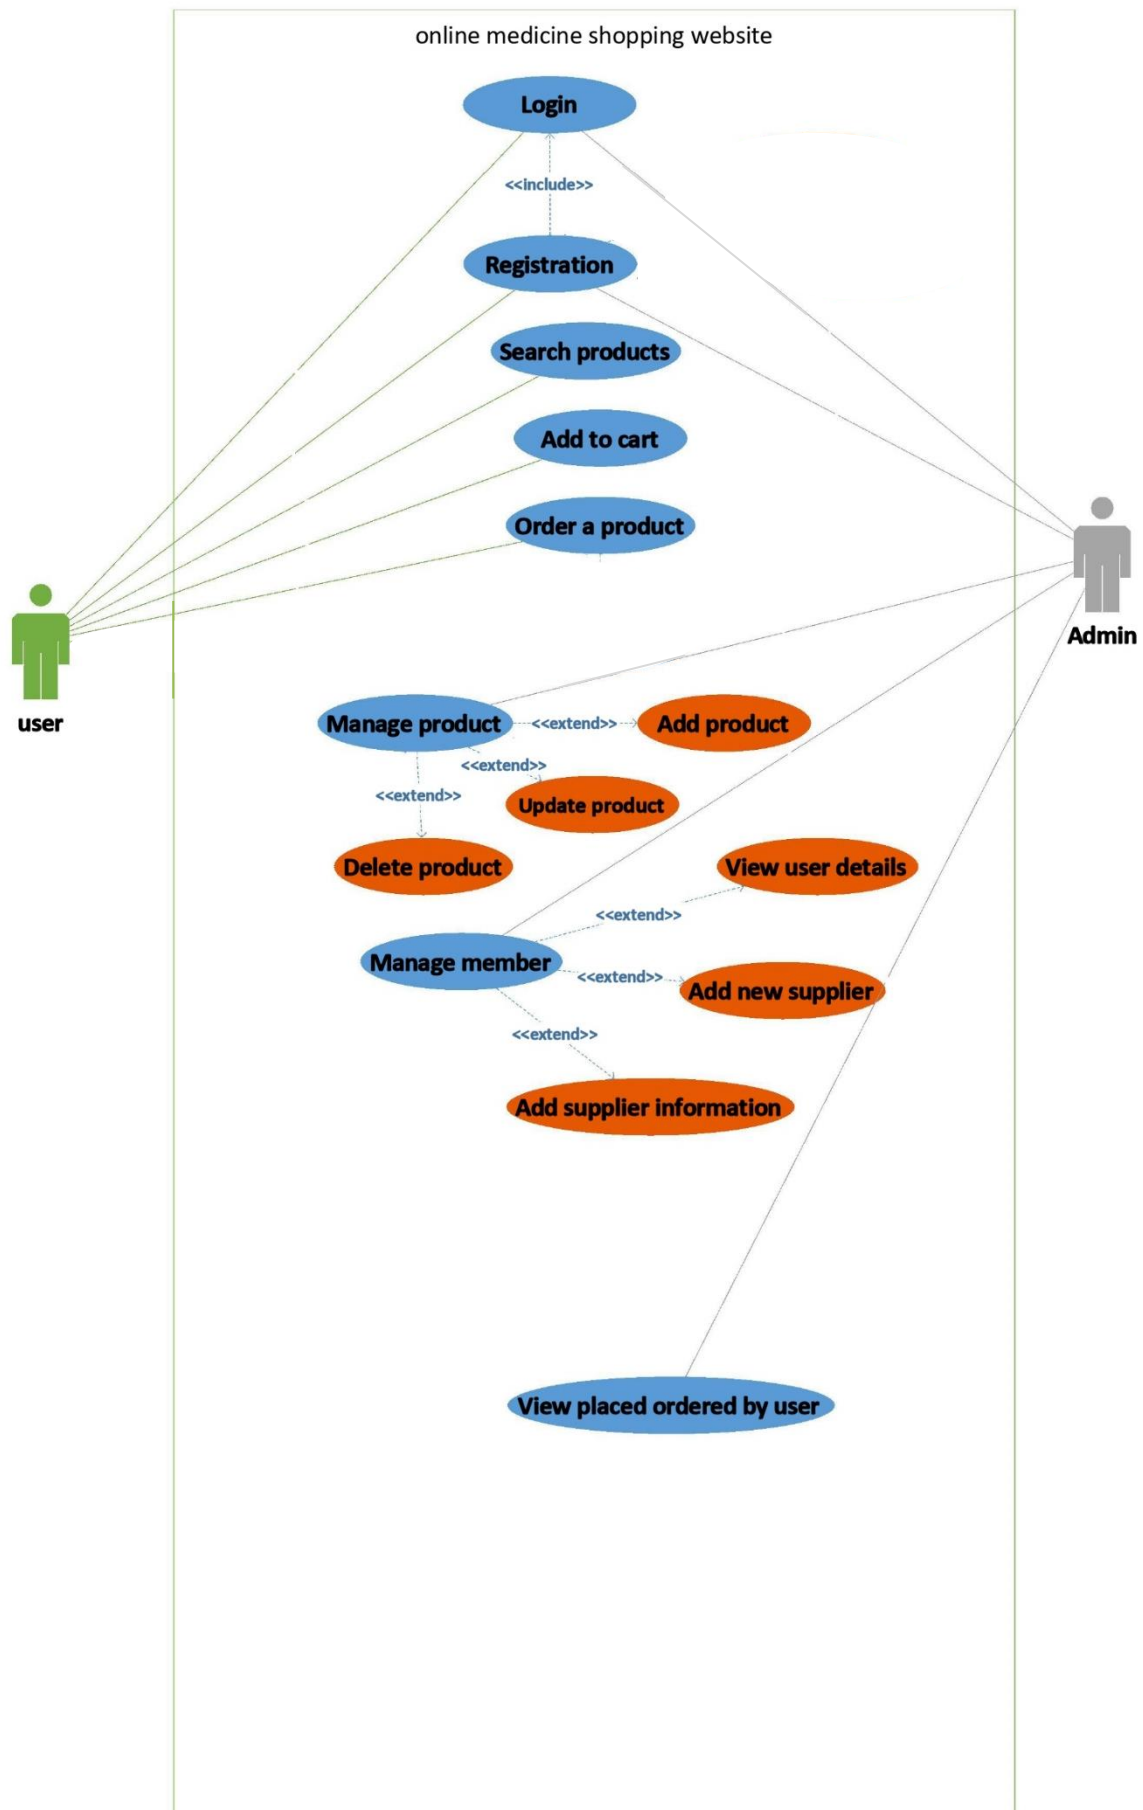 online medicine shopping website
Login
<<include>>
Registration
Search products
Add to cart
Order a product
user
Admin
Manage product
<<extend>>
Add product
<<extend>>
<<extend>>
Update product
Delete product
View user details
<<extend>>
Manage member
<<extend>>
Add new supplier
<<extend>>
Add supplier information
View placed ordered by user